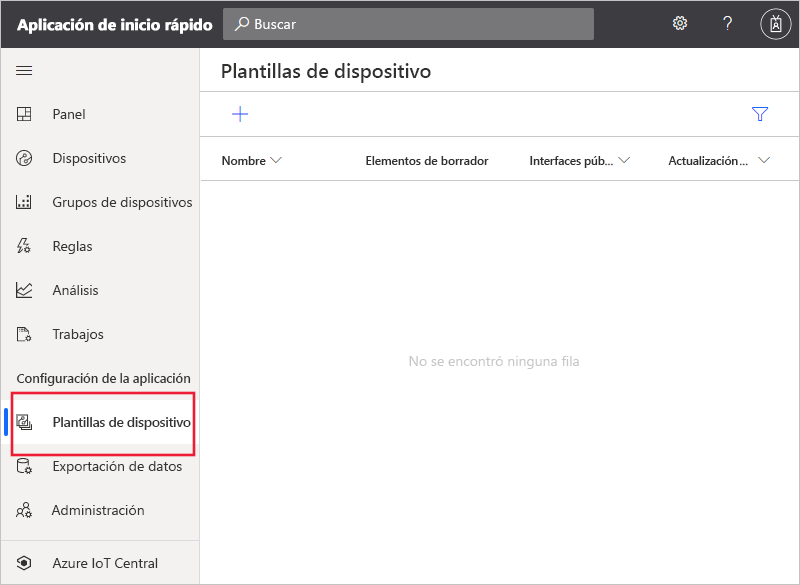 Aplicación de inicio rápido
Buscar
?
Plantillas de dispositivo
Panel
Dispositivos
Grupos de dispositivos
Reglas
Análisis
Trabajos
Configuración de la aplicación
Plantillas de dispositivo
Exportación de datos
Administración
Azure IoT Central
Nombre Elementos de borrador Interfaces púb... Actualización ...
No se encontró ninguna fila